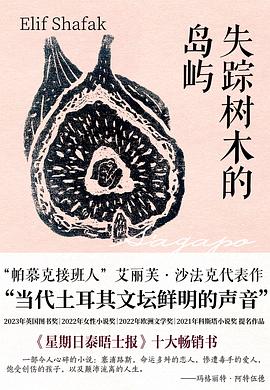 Elif Shafak
失踪树木的
岛屿
Sagapo
“帕慕克接班人”艾丽芙·沙法克代表作
“当代土耳其文坛鲜明的声音”
2023年英国图书奖|2022年女性小说奖|2022年欧洲文学奖|2021年科斯塔小说奖 提名作品
《星期日泰晤士报》十大畅销书
一部令人心碎的小说：塞浦路斯，命运多舛的恋人，惨遭毒手的爱人，
饱受创伤的孩子，以及颠沛流离的人生。
——玛格丽特·阿特伍德